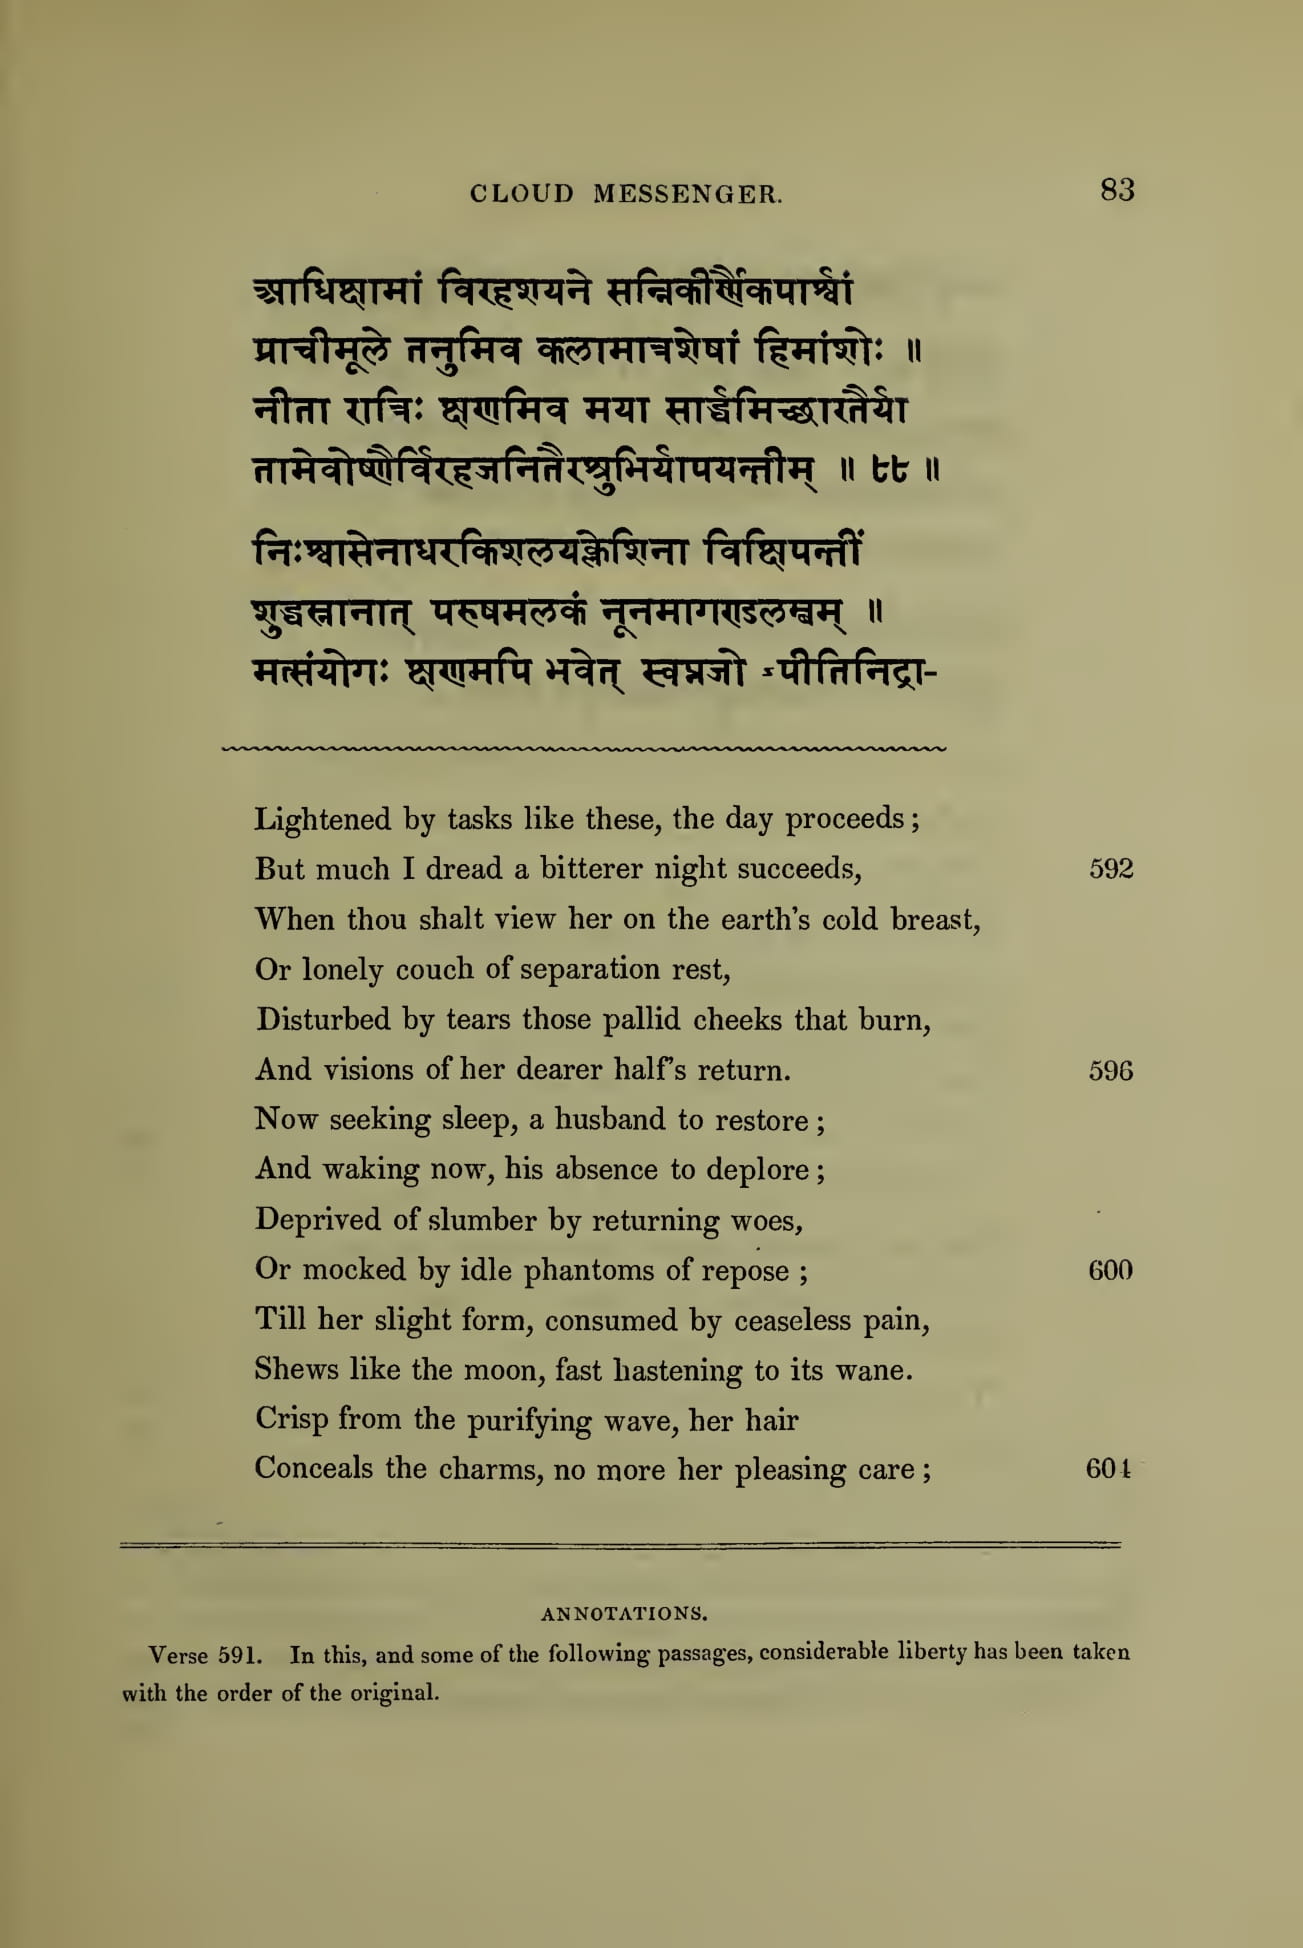 CLOUD MESSENGER. 83
आधिक्षामां विरहशयने सन्निकीर्णैकपार्श्वां
प्राचीमूले तनुमिव कलामात्रशेषां हिमांशोः ॥
नीता रात्रिः क्षणमिव मया सार्द्धमिच्छारतैर्या
तामेवोष्णैर्विरहजनितैरश्रुभिर्यापयन्तीम् ॥ ८८ ॥
निःश्वासेनाधरकिशलयक्लेशिना विक्षिपन्तीं
शुद्धस्नानात् परुषमलकं नूनमागण्डलम्बम् ॥
मत्संयोगः क्षणमपि भवेत् स्वप्नजो ऽपीतिनिद्रा-
Lightened by tasks like these, the day proceeds ;
But much I dread a bitterer night succeeds, 592
When thou shalt view her on the earth's cold breast,
Or lonely couch of separation rest,
Disturbed by tears those pallid cheeks that burn,
And visions of her dearer half's return. 596
Now seeking sleep, a husband to restore ;
And waking now, his absence to deplore ;
Deprived of slumber by returning woes,
Or mocked by idle phantoms of repose ; 600
Till her slight form, consumed by ceaseless pain,
Shews like the moon, fast hastening to its wane.
Crisp from the purifying wave, her hair
Conceals the charms, no more her pleasing care ; 604
ANNOTATIONS.
Verse 591. In this, and some of the following passages, considerable liberty has been taken
with the order of the original.